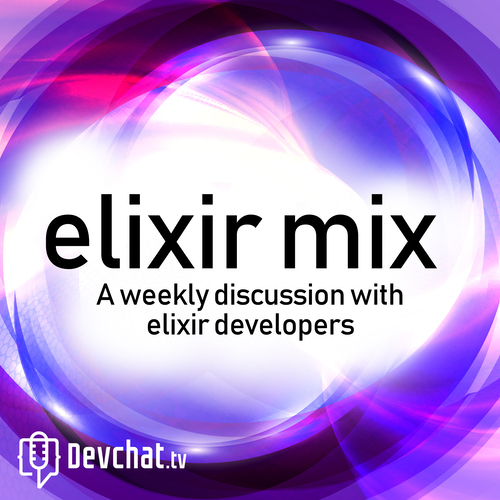 elixir mix
A weekly discussion with
elixir developers
Devchat.tv